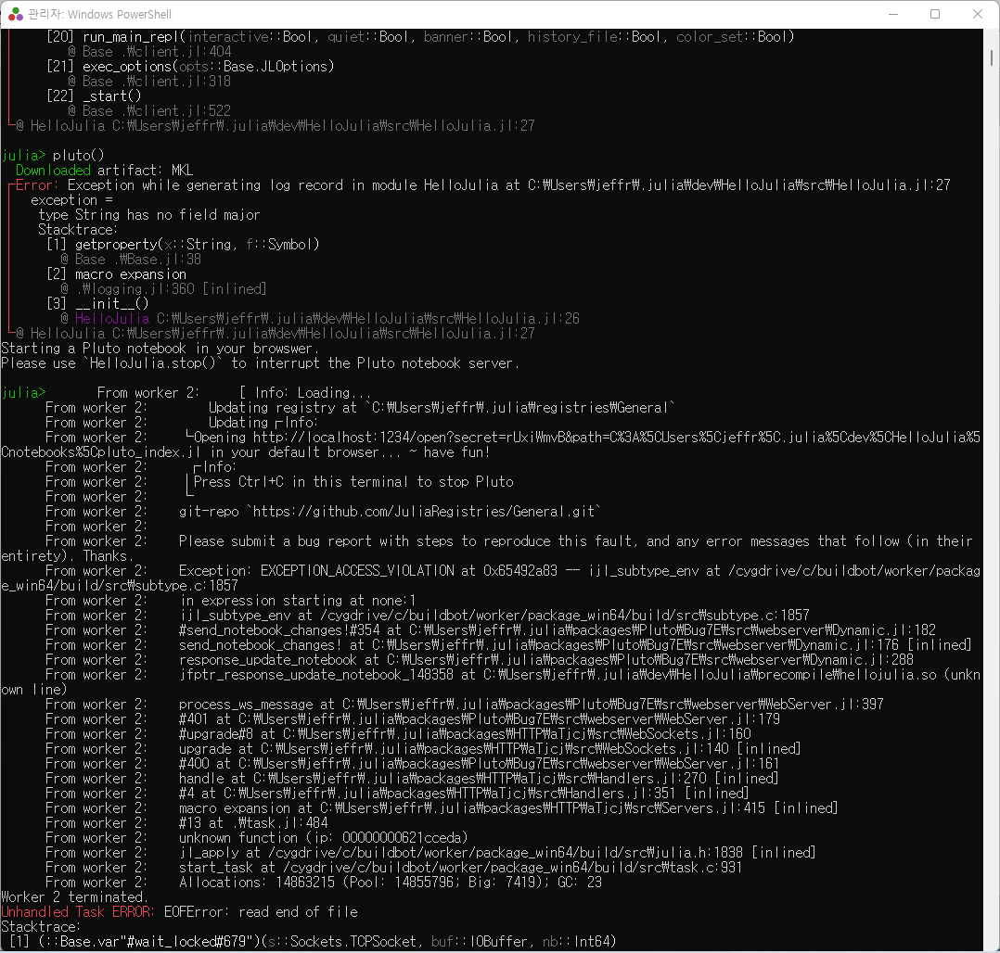 관리자: Windows PowerShell
[20] run_main_repl(interactive::Bool, quiet::Bool, banner::Bool, history_file::Bool, color_set::Bool)
@ Base .₩client.jl:404
[21] exec_options(opts::Base.JLOptions)
@ Base .₩client.jl:318
[22] _start()
@ Base .₩client.jl:522
@ HelloJulia C:₩Users₩jeffr₩.julia₩dev₩HelloJulia₩src₩HelloJulia.jl:27
julia> pluto()
Downloaded artifact: MKL
Error: Exception while generating log record in module HelloJulia at C:₩Users₩jeffr₩.julia₩dev₩HelloJulia₩src₩HelloJulia.jl:27
exception =
type String has no field major
Stacktrace:
[1] getproperty(x::String, f::Symbol)
@ Base .₩Base.jl:38
[2] macro expansion
@ .₩logging.jl:360 [inlined]
[3] __init__()
@ HelloJulia C:₩Users₩jeffr₩.julia₩dev₩HelloJulia₩src₩HelloJulia.jl:26
@ HelloJulia C:₩Users₩jeffr₩.julia₩dev₩HelloJulia₩src₩HelloJulia.jl:27
Starting a Pluto notebook in your browswer.
Please use `HelloJulia.stop()` to interrupt the Pluto notebook server.
julia>       From worker 2:     [ Info: Loading...
From worker 2:         Updating registry at `C:₩Users₩jeffr₩.julia₩registries₩General`
From worker 2:         Updating ┌Info:
From worker 2:     └Opening http://localhost:1234/open?secret=rUxiWmvB&path=C%3A%5CUsers%5Cjeffr%5C.julia%5Cdev%5CHelloJulia%5
Cnotebooks%5Cpluto_index.jl in your default browser... ~ have fun!
From worker 2:      ┌Info:
From worker 2:     │Press Ctrl+C in this terminal to stop Pluto
From worker 2:     └
From worker 2:    git-repo `https://github.com/JuliaRegistries/General.git`
From worker 2:
From worker 2:    Please submit a bug report with steps to reproduce this fault, and any error messages that follow (in their
entirety). Thanks.
From worker 2:    Exception: EXCEPTION_ACCESS_VIOLATION at 0x65492a83 -- ijl_subtype_env at /cygdrive/c/buildbot/worker/packag
e_win64/build/src₩subtype.c:1857
From worker 2:    in expression starting at none:1
From worker 2:    ijl_subtype_env at /cygdrive/c/buildbot/worker/package_win64/build/src₩subtype.c:1857
From worker 2:    #send_notebook_changes!#354 at C:₩Users₩jeffr₩.julia₩packages₩Pluto₩Bug7E₩src₩webserver₩Dynamic.jl:182
From worker 2:    send_notebook_changes! at C:₩Users₩jeffr₩.julia₩packages₩Pluto₩Bug7E₩src₩webserver₩Dynamic.jl:176 [inlined]
From worker 2:    response_update_notebook at C:₩Users₩jeffr₩.julia₩packages₩Pluto₩Bug7E₩src₩webserver₩Dynamic.jl:288
From worker 2:    jfptr_response_update_notebook_148358 at C:₩Users₩jeffr₩.julia₩dev₩HelloJulia₩precompile₩hellojulia.so (unkn
own line)
From worker 2:    process_ws_message at C:₩Users₩jeffr₩.julia₩packages₩Pluto₩Bug7E₩src₩webserver₩WebServer.jl:397
From worker 2:    #401 at C:₩Users₩jeffr₩.julia₩packages₩Pluto₩Bug7E₩src₩webserver₩WebServer.jl:179
From worker 2:    #upgrade#8 at C:₩Users₩jeffr₩.julia₩packages₩HTTP₩aTjcj₩src₩WebSockets.jl:160
From worker 2:    upgrade at C:₩Users₩jeffr₩.julia₩packages₩HTTP₩aTjcj₩src₩WebSockets.jl:140 [inlined]
From worker 2:    #400 at C:₩Users₩jeffr₩.julia₩packages₩Pluto₩Bug7E₩src₩webserver₩WebServer.jl:161
From worker 2:    handle at C:₩Users₩jeffr₩.julia₩packages₩HTTP₩aTjcj₩src₩Handlers.jl:270 [inlined]
From worker 2:    #4 at C:₩Users₩jeffr₩.julia₩packages₩HTTP₩aTjcj₩src₩Handlers.jl:351 [inlined]
From worker 2:    macro expansion at C:₩Users₩jeffr₩.julia₩packages₩HTTP₩aTjcj₩src₩Servers.jl:415 [inlined]
From worker 2:    #13 at .₩task.jl:484
From worker 2:    unknown function (ip: 00000000621cceda)
From worker 2:    jl_apply at /cygdrive/c/buildbot/worker/package_win64/build/src₩julia.h:1838 [inlined]
From worker 2:    start_task at /cygdrive/c/buildbot/worker/package_win64/build/src₩task.c:931
From worker 2:    Allocations: 14863215 (Pool: 14855796; Big: 7419); GC: 23
Worker 2 terminated.
Unhandled Task ERROR: EOFError: read end of file
Stacktrace:
[1] (::Base.var"#wait_locked#679")(s::Sockets.TCPSocket, buf::IOBuffer, nb::Int64)